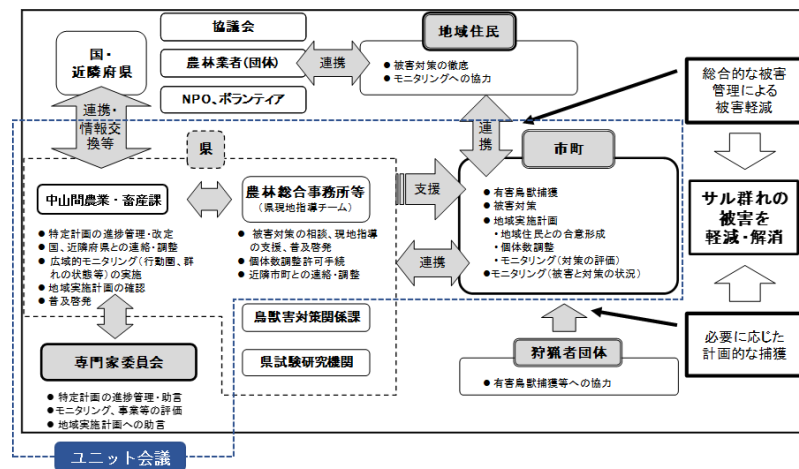 協議会
農林業者(団体)
NPO、ボランティア
国・
近隣府県
連携・
情報交
換等
連携
地域住民
● 被害対策の徹底
● モニタリングへの協力
連携
総合的な被害
管理による
被害軽減
県
中山間農業・畜産課
● 特定計画の進捗管理・改定
● 国、近隣府県との連絡・調整
● 広域的モニタリング(行動圏、群
れの状態等)の実施
● 地域実施計画の確認
● 普及啓発
農林総合事務所等
(県現地指導チーム)
● 被害対策の相談、現地指導
の支援、普及啓発
● 個体数調整許可手続
● 近隣市町との連絡・調整
支援
連携
市町
● 有害鳥獣捕獲
● 被害対策
● 地域実施計画
・地域住民との合意形成
・個体数調整
・モニタリング(対策の評価)
●モニタリング(被害と対策の状況)
サル群れの
被害を
軽減・解消
鳥獣害対策関係課
県試験研究機関
専門家委員会
● 特定計画の進捗管理・助言
● モニタリング、事業等の評価
● 地域実施計画への助言
狩猟者団体
● 有害鳥獣捕獲等への協力
必要に応じた
計画的な捕獲
ユニット会議